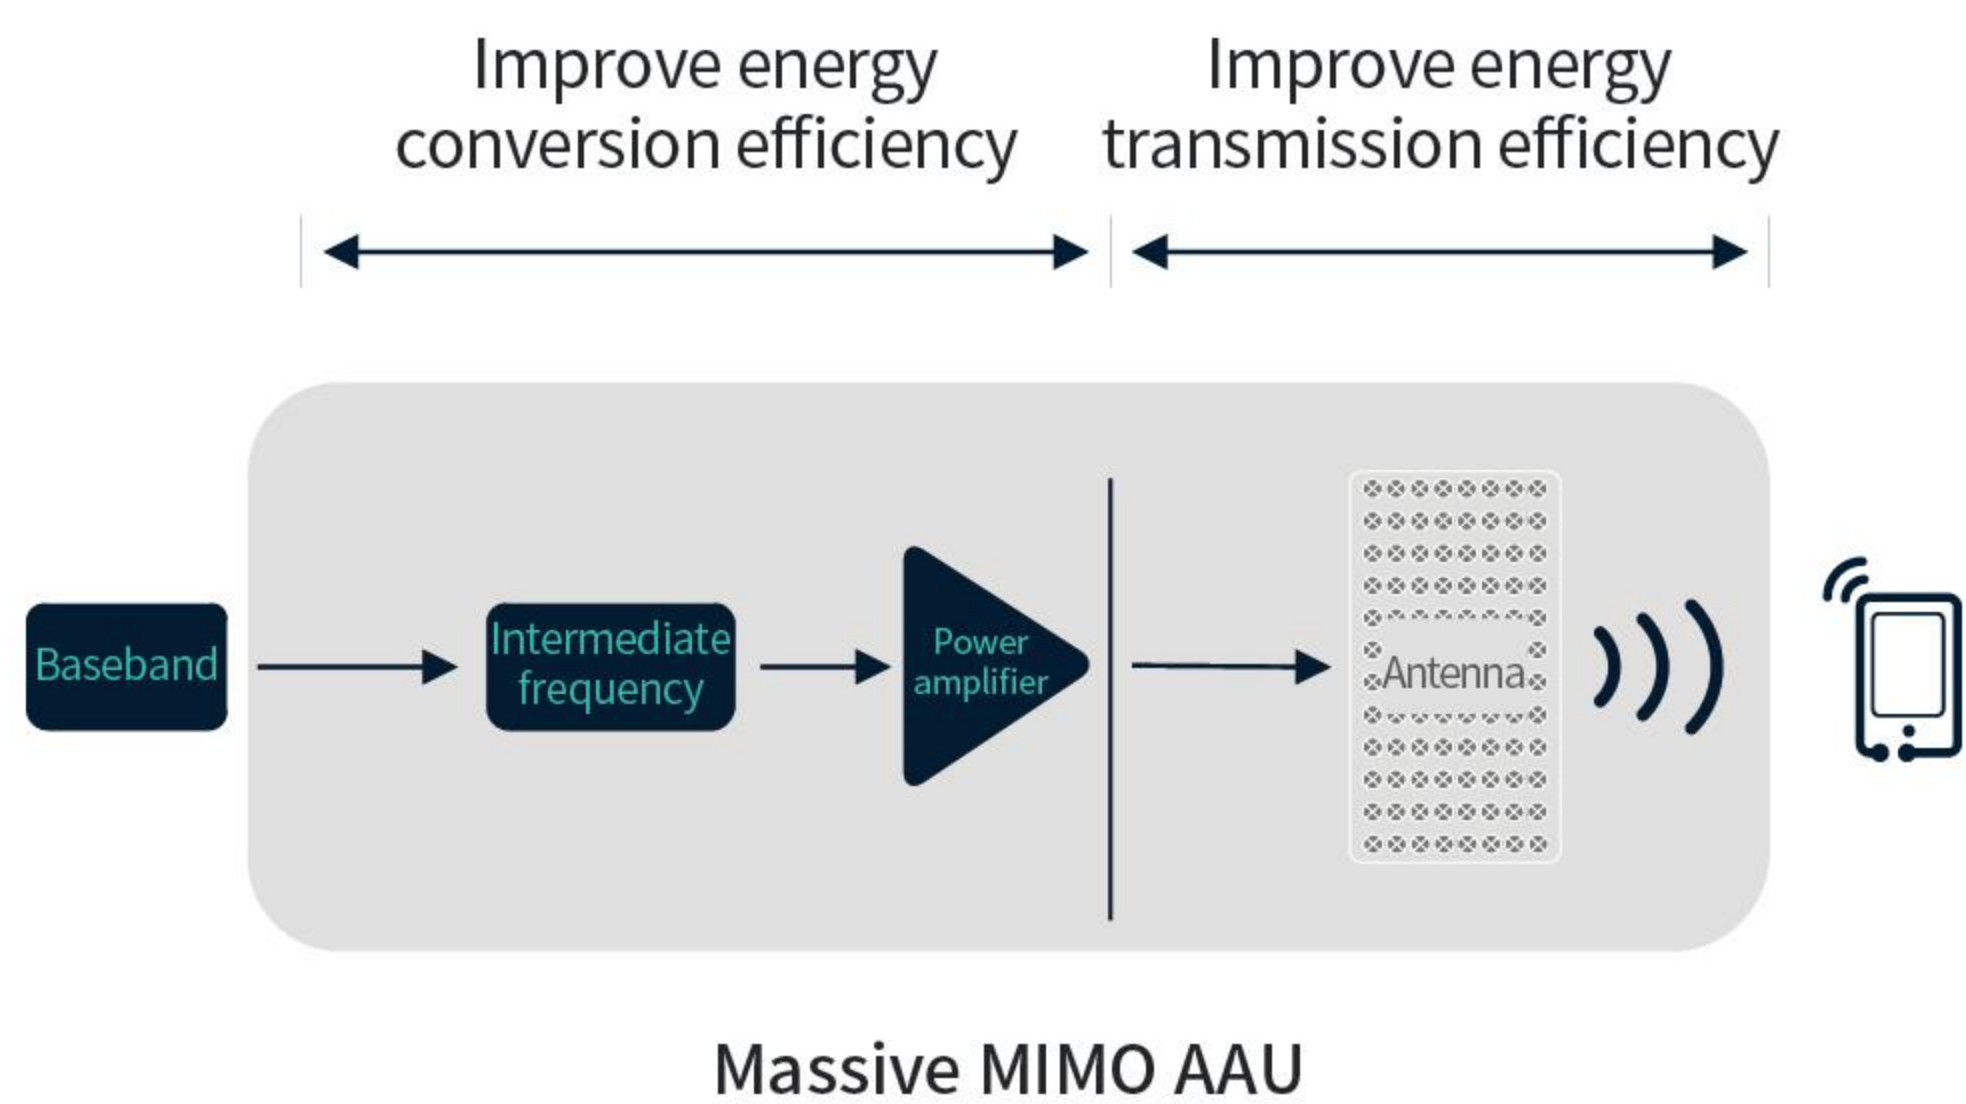 Improve energy
conversion efficiency
Improve energy
transmission efficiency
Baseband
Intermediate
frequency
Power
amplifier
Antenna
Massive MIMO AAU